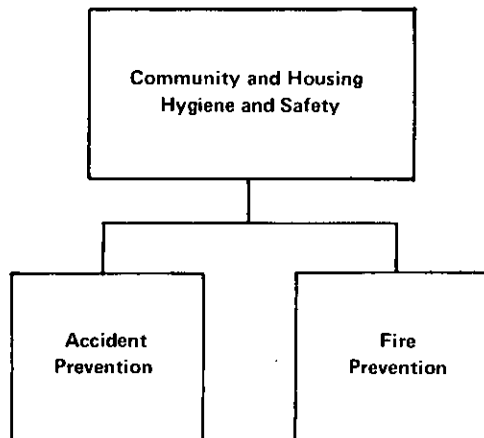 Community and Housing
Hygiene and Safety
Accident
Prevention
Fire
Prevention